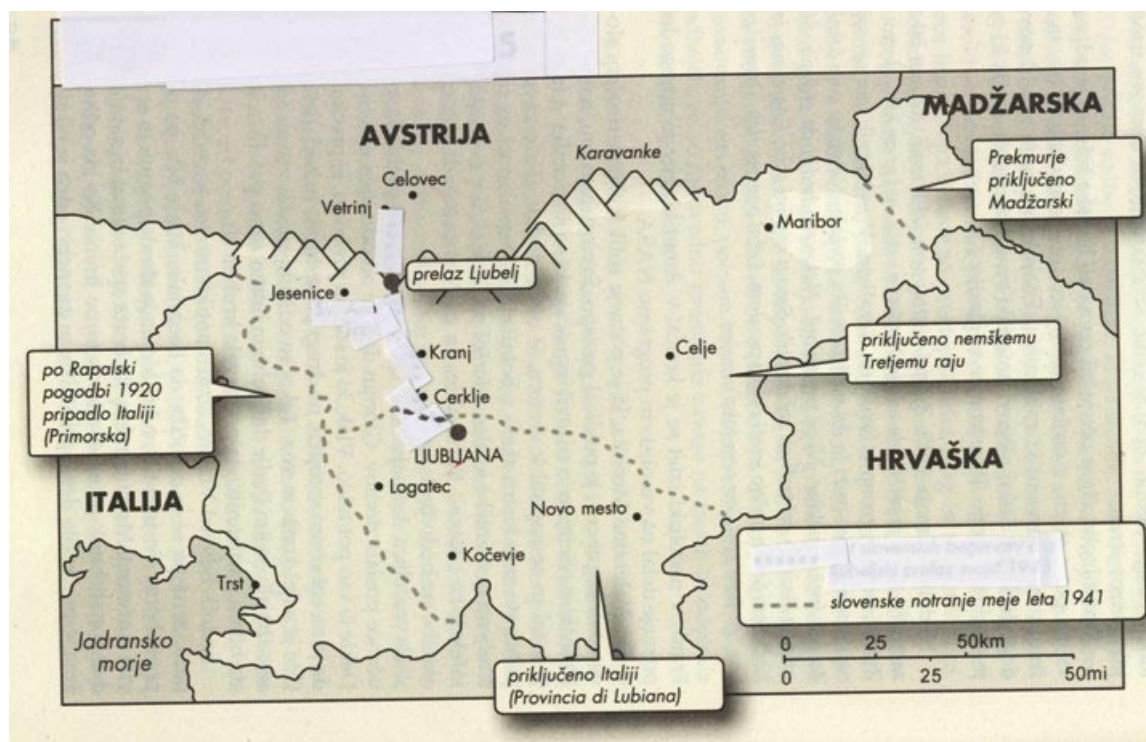 AVSTRIJA
MADŽARSKA
Karavanke
Celovec
Vetrinj
Prekmurje
priključeno
Madžarski
Maribor
prelaz Ljubelj
Jesenice
Kranj
Celje
priključeno nemškemu
Tretjemu raju
po Rapalski
pogodbi 1920
pripadlo Italiji
(Primorska)
Cerklje
LJUBLJANA
HRVAŠKA
ITALIJA
Logatec
Novo mesto
Kočevje
slovenskih
prelaz
slovenske notranje meje leta 1941
Trst
Jadransko
morje
0 25 50km
0 25 50mi
priključeno Italiji
(Provincia di Lubiana)